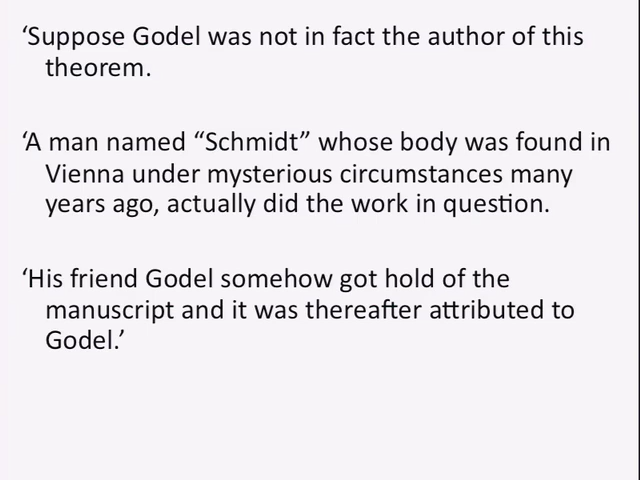 ‘Suppose Godel was not in fact the author of this
theorem.
‘A man named “Schmidt” whose body was found in
Vienna under mysterious circumstances many
years ago, actually did the work in question.
‘His friend Godel somehow got hold of the
manuscript and it was thereafter attributed to
Godel.’